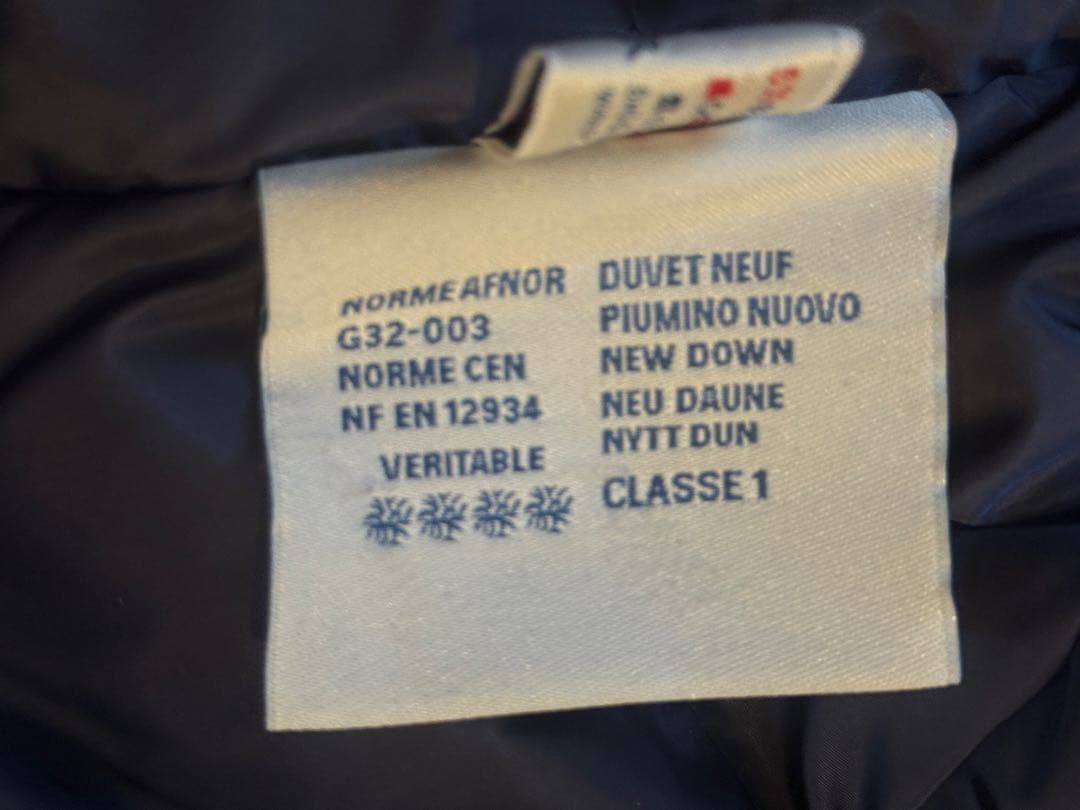 NORME AFNOR
G32-003
NORME CEN
NF EN 12934
VERITABLE
DUVET NEUF
PIUMINO NUOVO
NEW DOWN
NEU DAUNE
NYTT DUN
CLASSE 1